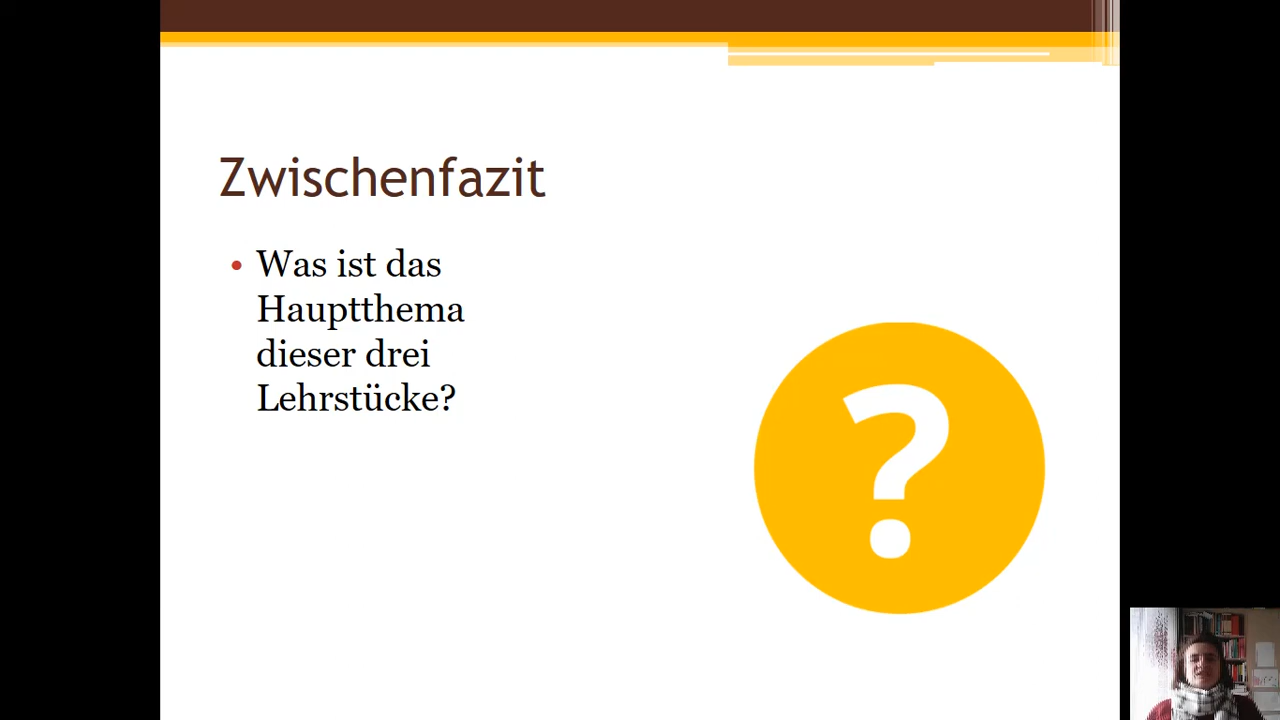 Zwischenfazit
• Was ist das
Hauptthema
dieser drei
Lehrstücke?
?